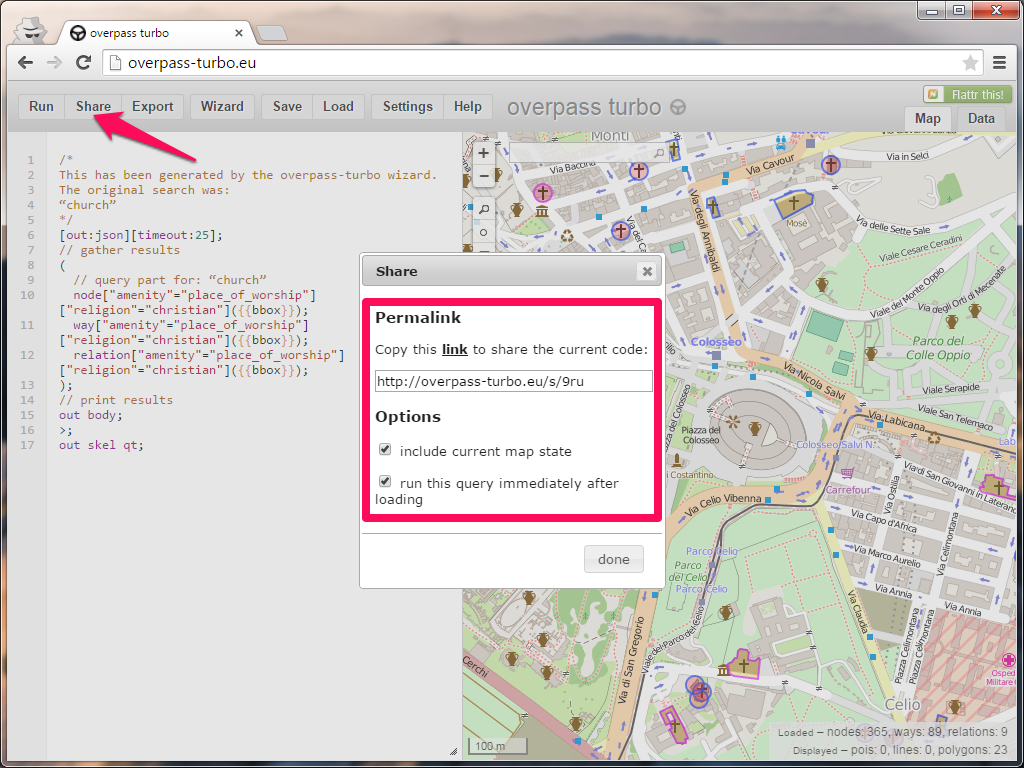 overpass turbo
overpass-turbo.eu
Run Share Export Wizard Save Load Settings Help overpass turbo
Flattr this!
Map Data
1 /*
2 This has been generated by the overpass-turbo wizard.
3 The original search was:
4 “church”
5 */
6 [out:json][timeout:25];
7 // gather results
8 (
9 // query part for: “church”
10 node["amenity"="place_of_worship"]
["religion"="christian"]({{bbox}});
11 way["amenity"="place_of_worship"]
["religion"="christian"]({{bbox}});
12 relation["amenity"="place_of_worship"]
["religion"="christian"]({{bbox}});
13 );
14 // print results
15 out body;
16 >;
17 out skel qt;
Share
Permalink
Copy this link to share the current code:
http://overpass-turbo.eu/s/9ru
Options
include current map state
run this query immediately after
loading
done
+
−
Monti
Cavour
Via Cavour
Via in Selci
Via Baccina
Via degli Annibaldi
Mosè
Via delle Sette Sale
Viale Cesare Ceradini
Viale del Monte Oppio
Via degli Orti di Mecenate
Parco del
Colle Oppio
Colosseo
Via Nicola Salvi
Viale Serapide
Via Labicana
Via San Telemaco
Piazza del
Colosseo
Colosseo/Salvi N.
Costantino
Carrefour
Via di San Giovanni in Laterano
Via Ostilia
Via Celio Vibenna
Via Capo d'Africa
Via Celimontana
Via Marco Aurelio
Parco Celio
Parco
del Celio
Parco Celio
Via Annia
Via Annia
Via Claudia
Piazza Celimontana
Piazza Celimontana
Viale del Parco del Celio
Via di San Gregorio
Cerchi
Osped
Militare C
Celio
100 m
Loaded – nodes: 365, ways: 89, relations: 9
Displayed – pois: 0, lines: 0, polygons: 23